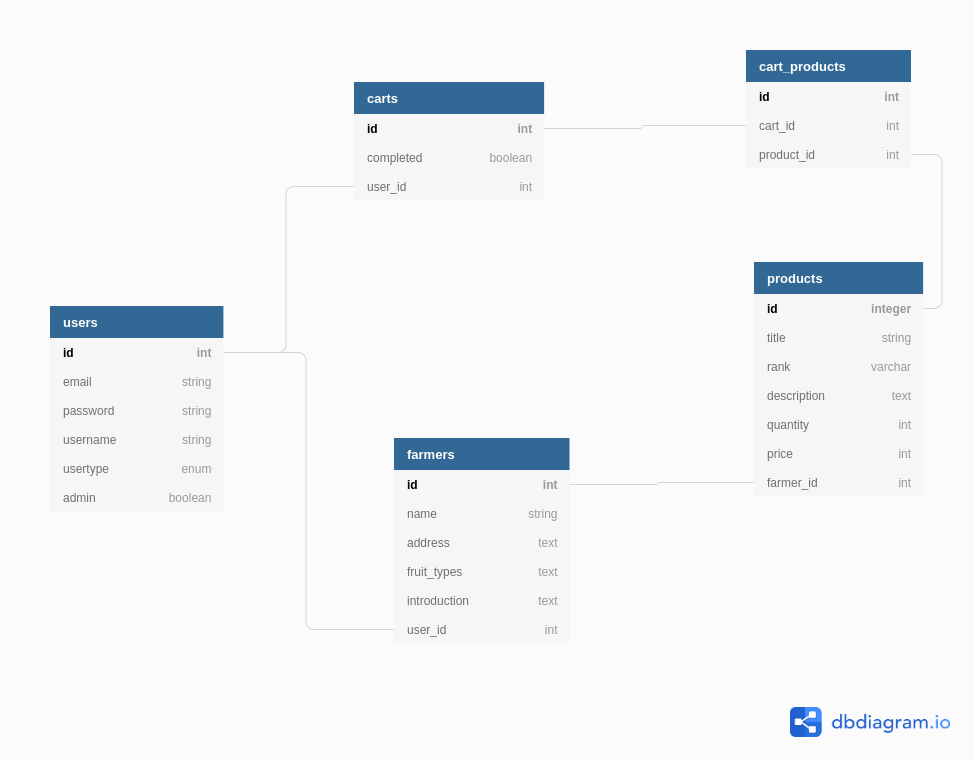 carts
id int
completed boolean
user_id int
cart_products
id int
cart_id int
product_id int
users
id int
email string
password string
username string
usertype enum
admin boolean
products
id integer
title string
rank varchar
description text
quantity int
price int
farmer_id int
farmers
id int
name string
address text
fruit_types text
introduction text
user_id int
dbdiagram.io